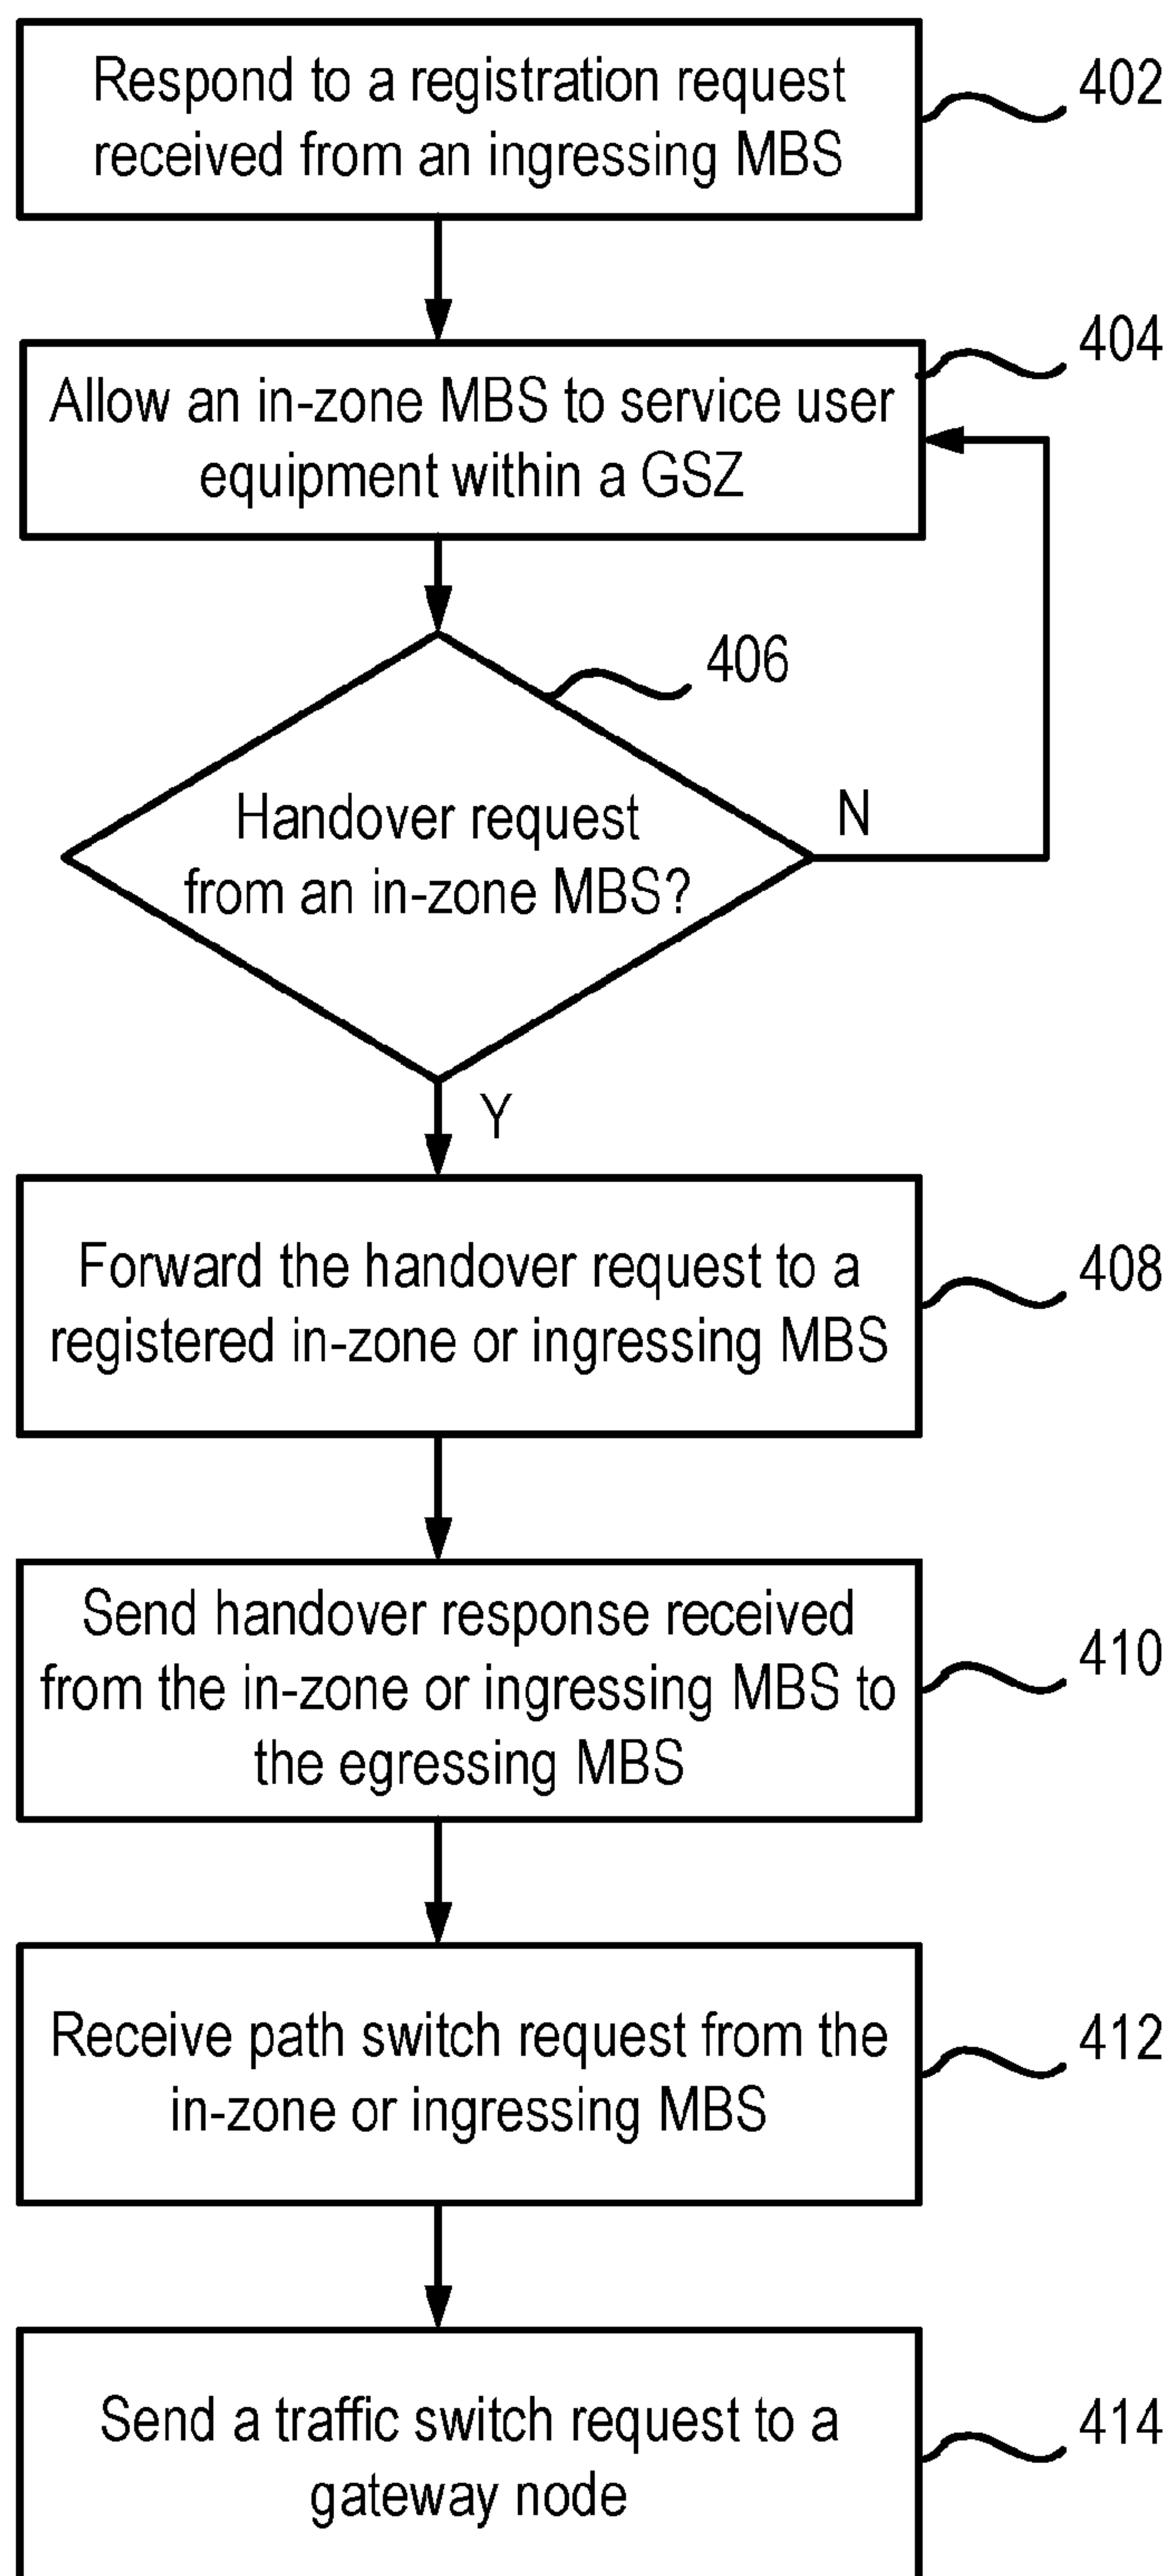 Respond to a registration request
received from an ingressing MBS
402
Allow an in-zone MBS to service user
equipment within a GSZ
404
Handover request
from an in-zone MBS?
406
N
Y
Forward the handover request to a
registered in-zone or ingressing MBS
408
Send handover response received
from the in-zone or ingressing MBS to
the egressing MBS
410
Receive path switch request from the
in-zone or ingressing MBS
412
Send a traffic switch request to a
gateway node
414